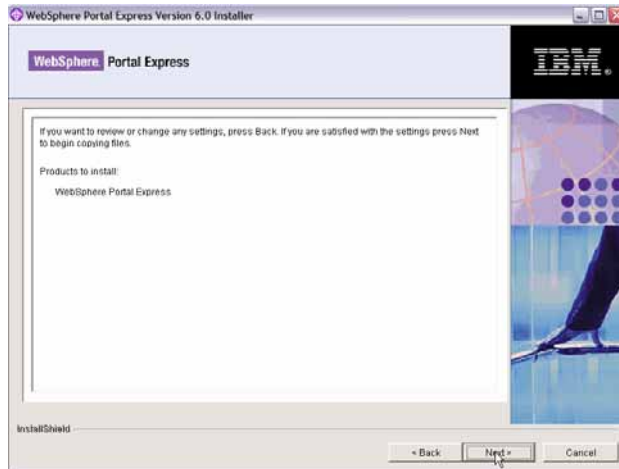 WebSphere Portal Express Version 6.0 Installer
WebSphere. Portal Express
IBM.
If you want to review or change any settings, press Back. If you are satisfied with the settings press Next
to begin copying files.
Products to install:
WebSphere Portal Express
InstallShield
< Back
Next >
Cancel